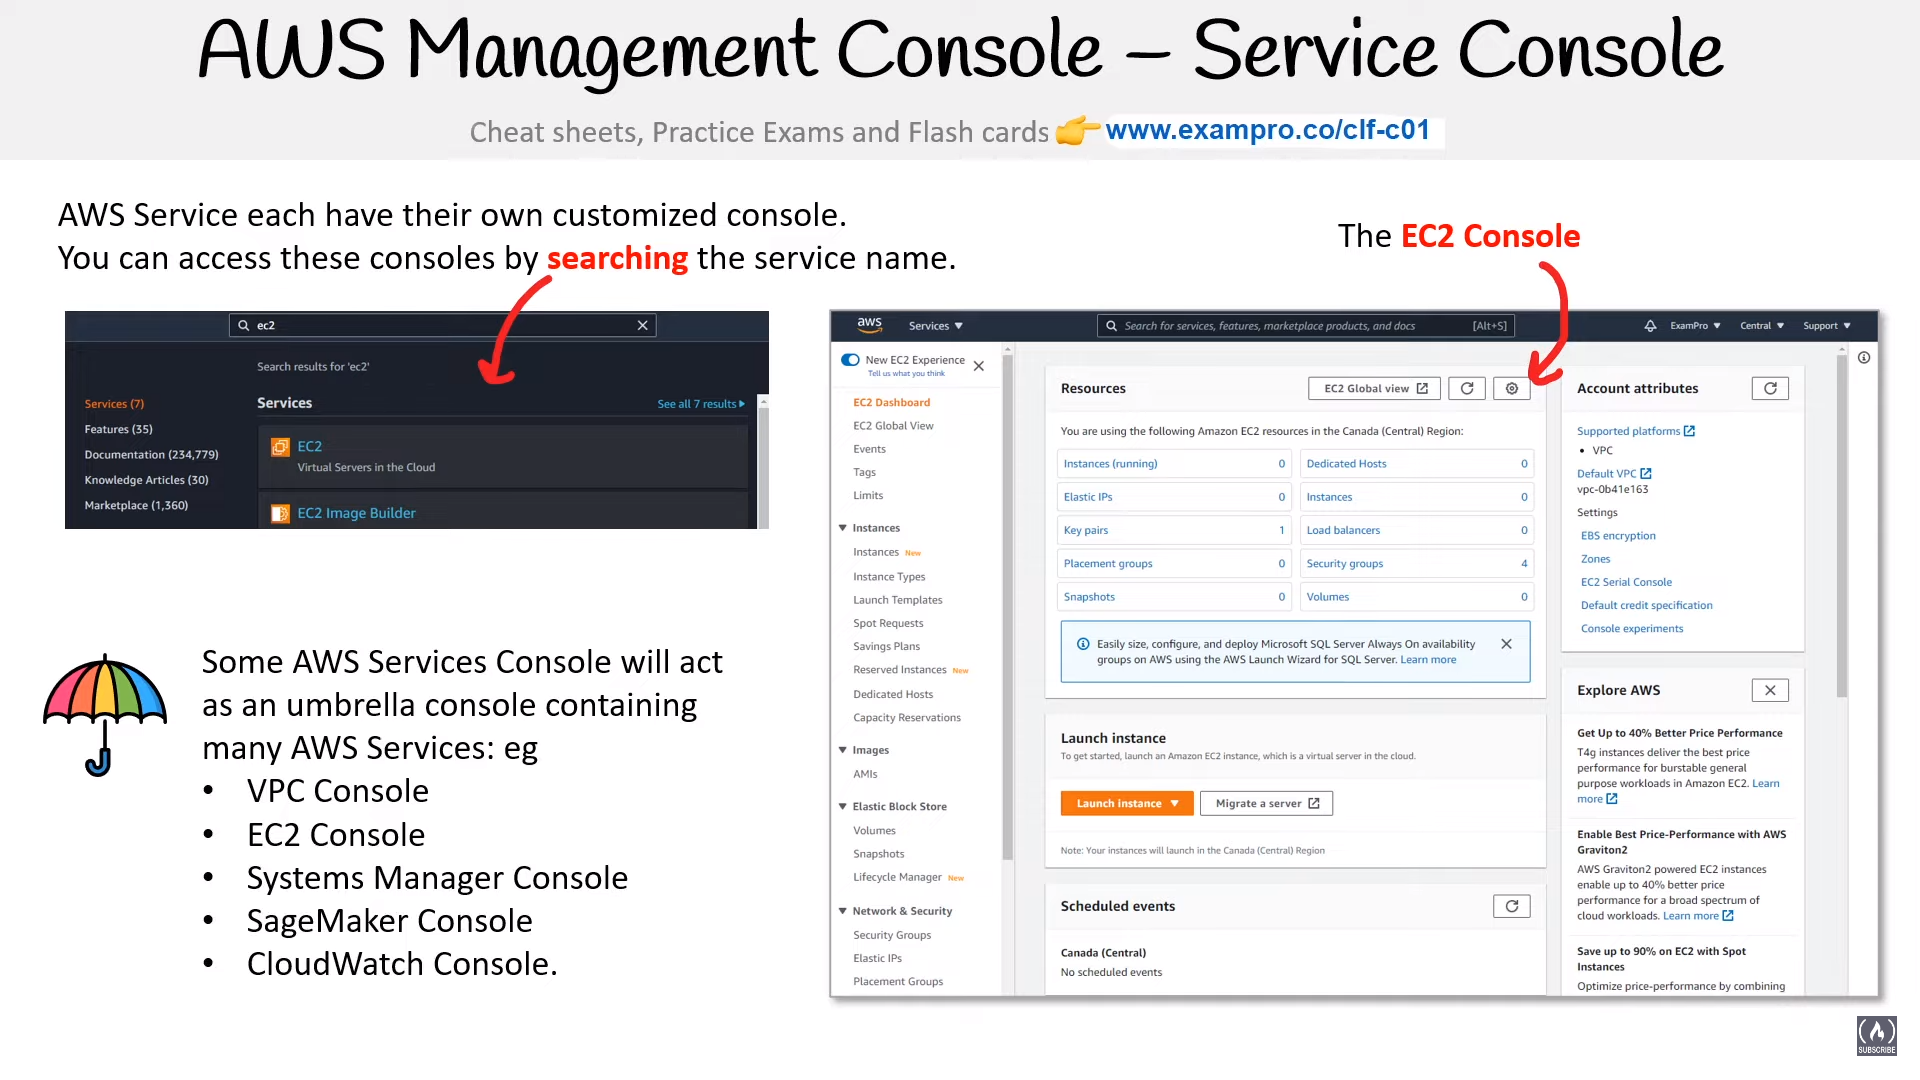 AWS Management Console – Service Console
Cheat sheets, Practice Exams and Flash cards 👉 www.exampro.co/clf-c01
AWS Service each have their own customized console.
You can access these consoles by searching the service name.
ec2
Search results for 'ec2'
Services (7)
Features (35)
Documentation (234,779)
Knowledge Articles (30)
Marketplace (1,360)
Services
See all 7 results
EC2
Virtual Servers in the Cloud
EC2 Image Builder
Some AWS Services Console will act
as an umbrella console containing
many AWS Services: eg
• VPC Console
• EC2 Console
• Systems Manager Console
• SageMaker Console
• CloudWatch Console.
The EC2 Console
aws
Services
Search for services, features, marketplace products, and docs
[Alt+S]
ExamPro
Central
Support
New EC2 Experience
Tell us what you think
EC2 Dashboard
EC2 Global View
Events
Tags
Limits
Instances
Instances New
Instance Types
Launch Templates
Spot Requests
Savings Plans
Reserved Instances New
Dedicated Hosts
Capacity Reservations
Images
AMIs
Elastic Block Store
Volumes
Snapshots
Lifecycle Manager New
Network & Security
Security Groups
Elastic IPs
Placement Groups
Resources
EC2 Global view
You are using the following Amazon EC2 resources in the Canada (Central) Region:
Instances (running) 0
Dedicated Hosts 0
Elastic IPs 0
Instances 0
Key pairs 1
Load balancers 0
Placement groups 0
Security groups 4
Snapshots 0
Volumes 0
Easily size, configure, and deploy Microsoft SQL Server Always On availability
groups on AWS using the AWS Launch Wizard for SQL Server. Learn more
Launch instance
To get started, launch an Amazon EC2 instance, which is a virtual server in the cloud.
Launch instance
Migrate a server
Note: Your instances will launch in the Canada (Central) Region
Scheduled events
Canada (Central)
No scheduled events
Account attributes
Supported platforms
• VPC
Default VPC
vpc-0b41e163
Settings
EBS encryption
Zones
EC2 Serial Console
Default credit specification
Console experiments
Explore AWS
Get Up to 40% Better Price Performance
T4g instances deliver the best price
performance for burstable general
purpose workloads in Amazon EC2. Learn
more
Enable Best Price-Performance with AWS
Graviton2
AWS Graviton2 powered EC2 instances
enable up to 40% better price
performance for a broad spectrum of
cloud workloads. Learn more
Save up to 90% on EC2 with Spot
Instances
Optimize price-performance by combining
SUBSCRIBE